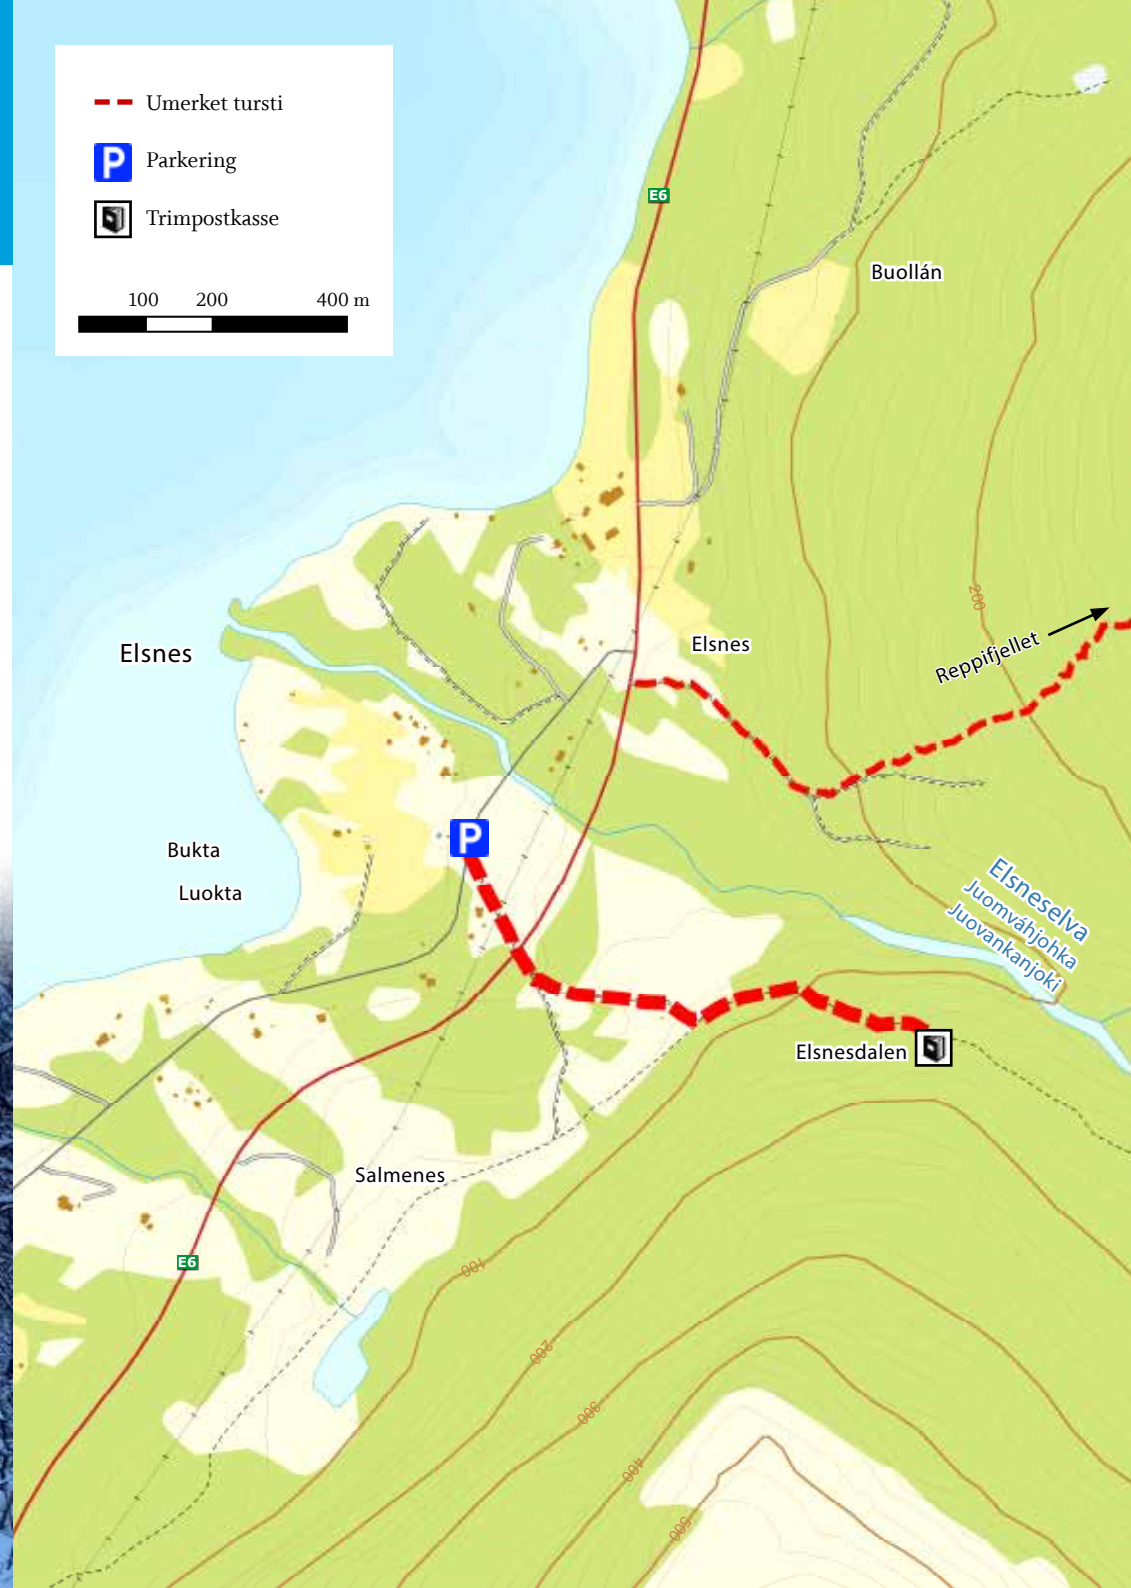 Umerket tursti
P Parkering
Trimpostkasse
100 200 400 m
E6
Buollán
Elsnes
Elsnes
200
Reppifjellet
P
Bukta
Luokta
Elsneselva
Juomváhjohka
Juovankanjoki
Elsnesdalen
Salmenes
E6
100
200
300
400
500